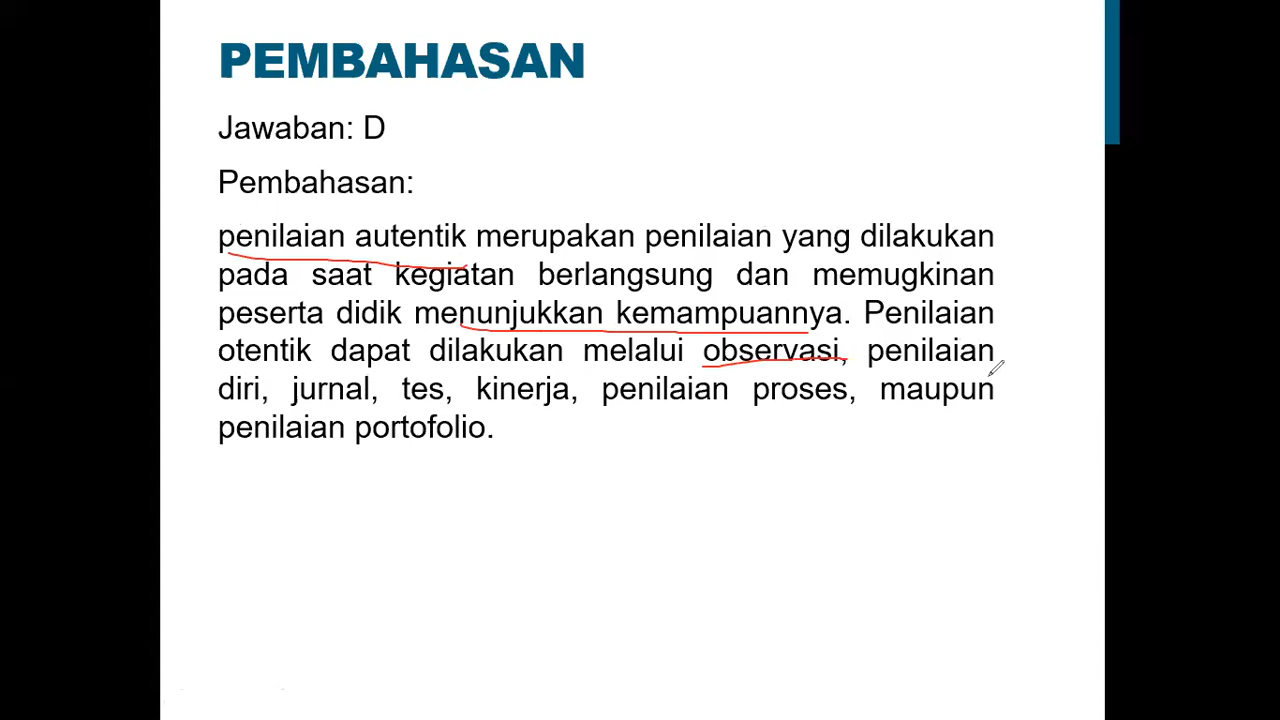 PEMBAHASAN
Jawaban: D
Pembahasan:
penilaian autentik merupakan penilaian yang dilakukan
pada saat kegiatan berlangsung dan memugkinan
peserta didik menunjukkan kemampuannya. Penilaian
otentik dapat dilakukan melalui observasi, penilaian
diri, jurnal, tes, kinerja, penilaian proses, maupun
penilaian portofolio.